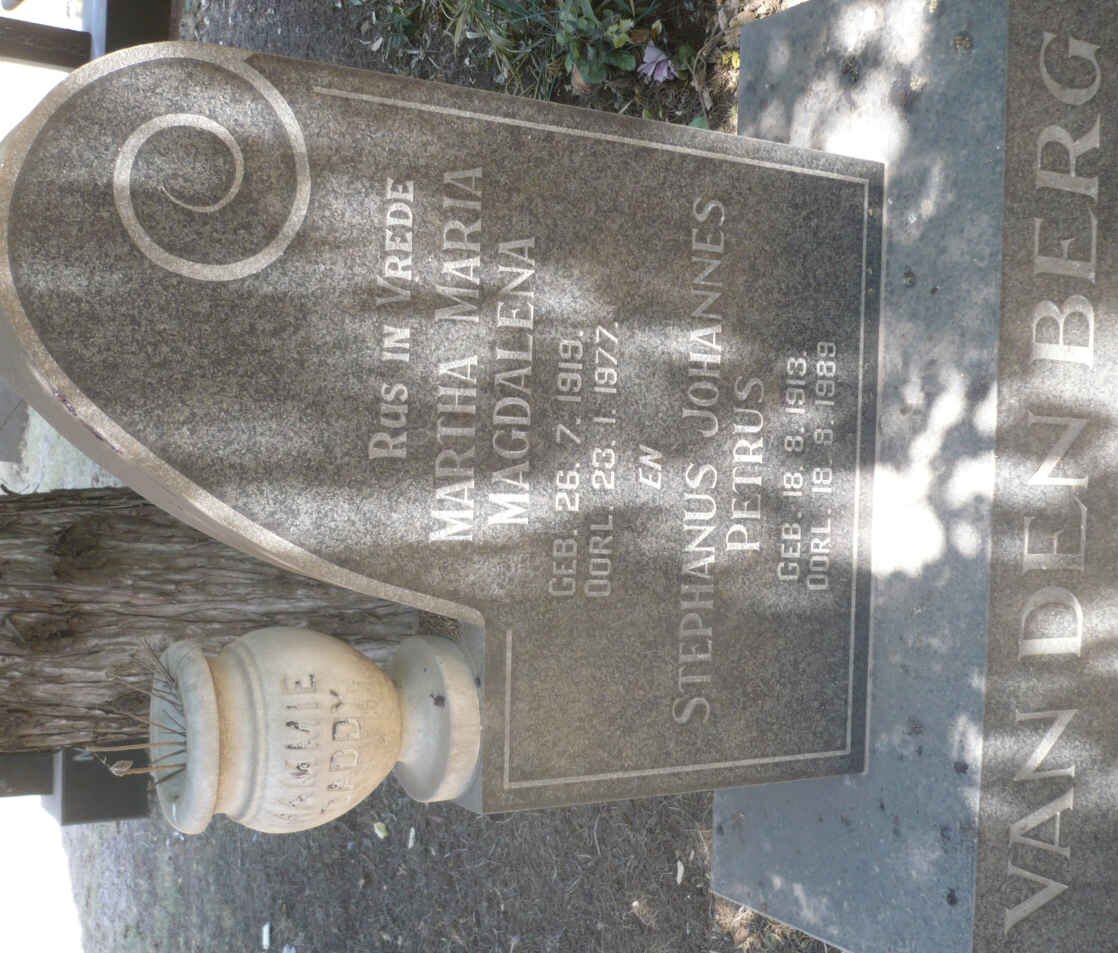 RUS IN VREDE
MARTHA MARIA
MAGDALENA
GEB. 26. 7. 1919.
OORL. 23. 1. 1977.
EN
STEPHANUS JOHANNES
PETRUS
GEB. 18. 8. 1913.
OORL. 18. 8. 1989
VAN DEN BERG